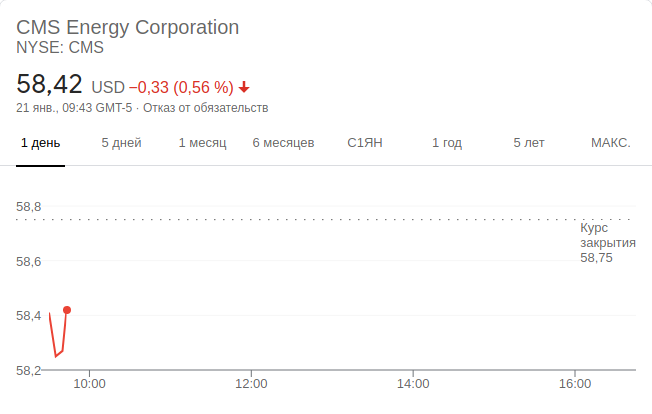 CMS Energy Corporation
NYSE: CMS
58,42 USD −0,33 (0,56 %)
21 янв., 09:43 GMT-5 · Отказ от обязательств
1 день 5 дней 1 месяц 6 месяцев С1ЯН 1 год 5 лет МАКС.
58,8
Курс
закрытия
58,75
58,6
58,4
58,2
10:00 12:00 14:00 16:00